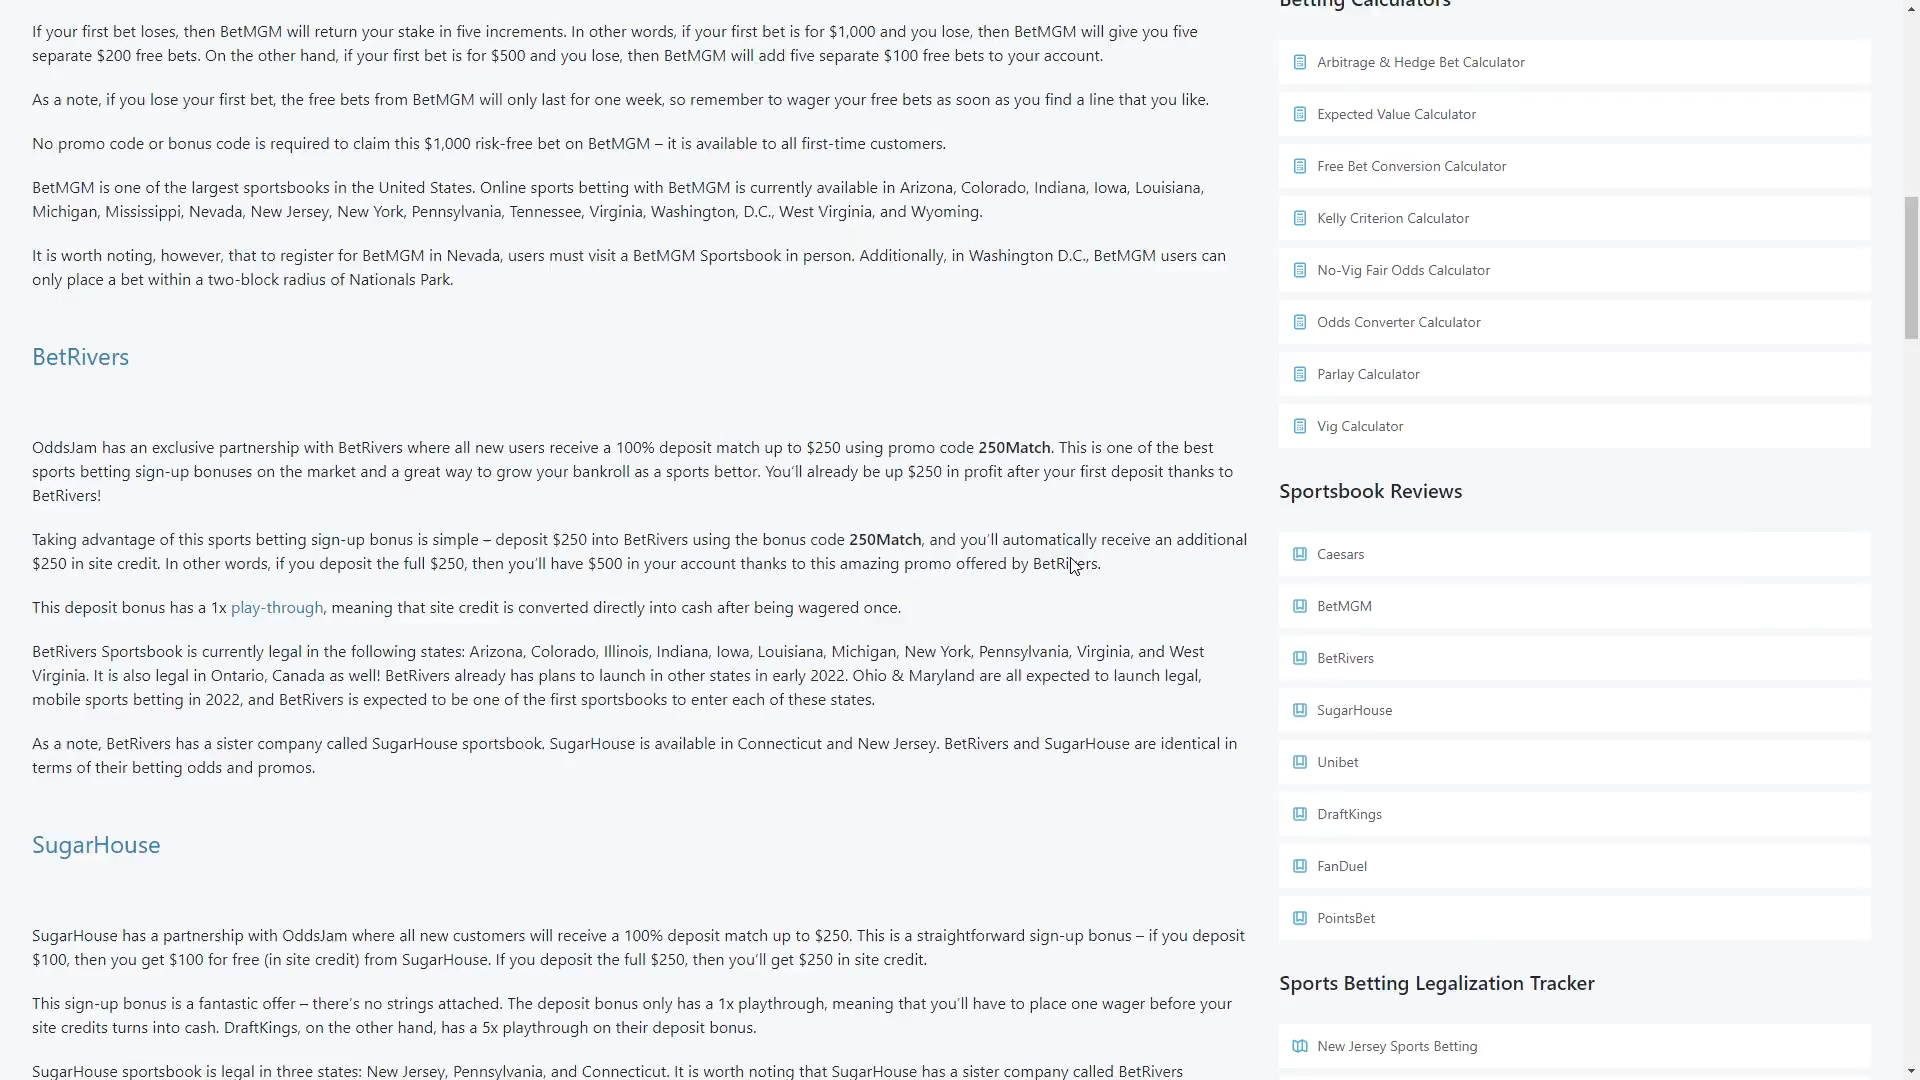 If your first bet loses, then BetMGM will return your stake in five increments. In other words, if your first bet is for $1,000 and you lose, then BetMGM will give you five
separate $200 free bets. On the other hand, if your first bet is for $500 and you lose, then BetMGM will add five separate $100 free bets to your account.
As a note, if you lose your first bet, the free bets from BetMGM will only last for one week, so remember to wager your free bets as soon as you find a line that you like.
No promo code or bonus code is required to claim this $1,000 risk-free bet on BetMGM – it is available to all first-time customers.
BetMGM is one of the largest sportsbooks in the United States. Online sports betting with BetMGM is currently available in Arizona, Colorado, Indiana, Iowa, Louisiana,
Michigan, Mississippi, Nevada, New Jersey, New York, Pennsylvania, Tennessee, Virginia, Washington, D.C., West Virginia, and Wyoming.
It is worth noting, however, that to register for BetMGM in Nevada, users must visit a BetMGM Sportsbook in person. Additionally, in Washington D.C., BetMGM users can
only place a bet within a two-block radius of Nationals Park.
BetRivers
OddsJam has an exclusive partnership with BetRivers where all new users receive a 100% deposit match up to $250 using promo code 250Match. This is one of the best
sports betting sign-up bonuses on the market and a great way to grow your bankroll as a sports bettor. You'll already be up $250 in profit after your first deposit thanks to
BetRivers!
Taking advantage of this sports betting sign-up bonus is simple – deposit $250 into BetRivers using the bonus code 250Match, and you'll automatically receive an additional
$250 in site credit. In other words, if you deposit the full $250, then you'll have $500 in your account thanks to this amazing promo offered by BetRivers.
This deposit bonus has a 1x play-through, meaning that site credit is converted directly into cash after being wagered once.
BetRivers Sportsbook is currently legal in the following states: Arizona, Colorado, Illinois, Indiana, Iowa, Louisiana, Michigan, New York, Pennsylvania, Virginia, and West
Virginia. It is also legal in Ontario, Canada as well! BetRivers already has plans to launch in other states in early 2022. Ohio & Maryland are all expected to launch legal,
mobile sports betting in 2022, and BetRivers is expected to be one of the first sportsbooks to enter each of these states.
As a note, BetRivers has a sister company called SugarHouse sportsbook. SugarHouse is available in Connecticut and New Jersey. BetRivers and SugarHouse are identical in
terms of their betting odds and promos.
SugarHouse
SugarHouse has a partnership with OddsJam where all new customers will receive a 100% deposit match up to $250. This is a straightforward sign-up bonus – if you deposit
$100, then you get $100 for free (in site credit) from SugarHouse. If you deposit the full $250, then you'll get $250 in site credit.
This sign-up bonus is a fantastic offer – there's no strings attached. The deposit bonus only has a 1x playthrough, meaning that you'll have to place one wager before your
site credits turns into cash. DraftKings, on the other hand, has a 5x playthrough on their deposit bonus.
SugarHouse sportsbook is legal in three states: New Jersey, Pennsylvania, and Connecticut. It is worth noting that SugarHouse has a sister company called BetRivers
Betting Calculators
Arbitrage & Hedge Bet Calculator
Expected Value Calculator
Free Bet Conversion Calculator
Kelly Criterion Calculator
No-Vig Fair Odds Calculator
Odds Converter Calculator
Parlay Calculator
Vig Calculator
Sportsbook Reviews
Caesars
BetMGM
BetRivers
SugarHouse
Unibet
DraftKings
FanDuel
PointsBet
Sports Betting Legalization Tracker
New Jersey Sports Betting